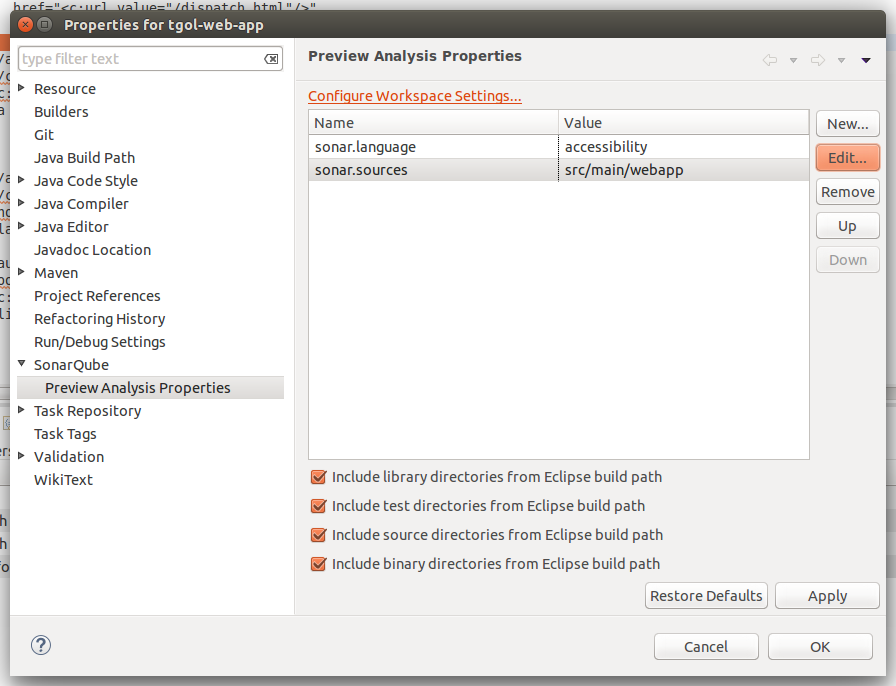 href="<c:url value="/dispatch.html"/>"
Properties for tgol-web-app
type filter text
Resource
Builders
Git
Java Build Path
Java Code Style
Java Compiler
Java Editor
Javadoc Location
Maven
Project References
Refactoring History
Run/Debug Settings
SonarQube
Preview Analysis Properties
Task Repository
Task Tags
Validation
WikiText
Preview Analysis Properties
Configure Workspace Settings...
Name Value
sonar.language accessibility
sonar.sources src/main/webapp
New...
Edit...
Remove
Up
Down
Include library directories from Eclipse build path
Include test directories from Eclipse build path
Include source directories from Eclipse build path
Include binary directories from Eclipse build path
Restore Defaults Apply
?
Cancel OK